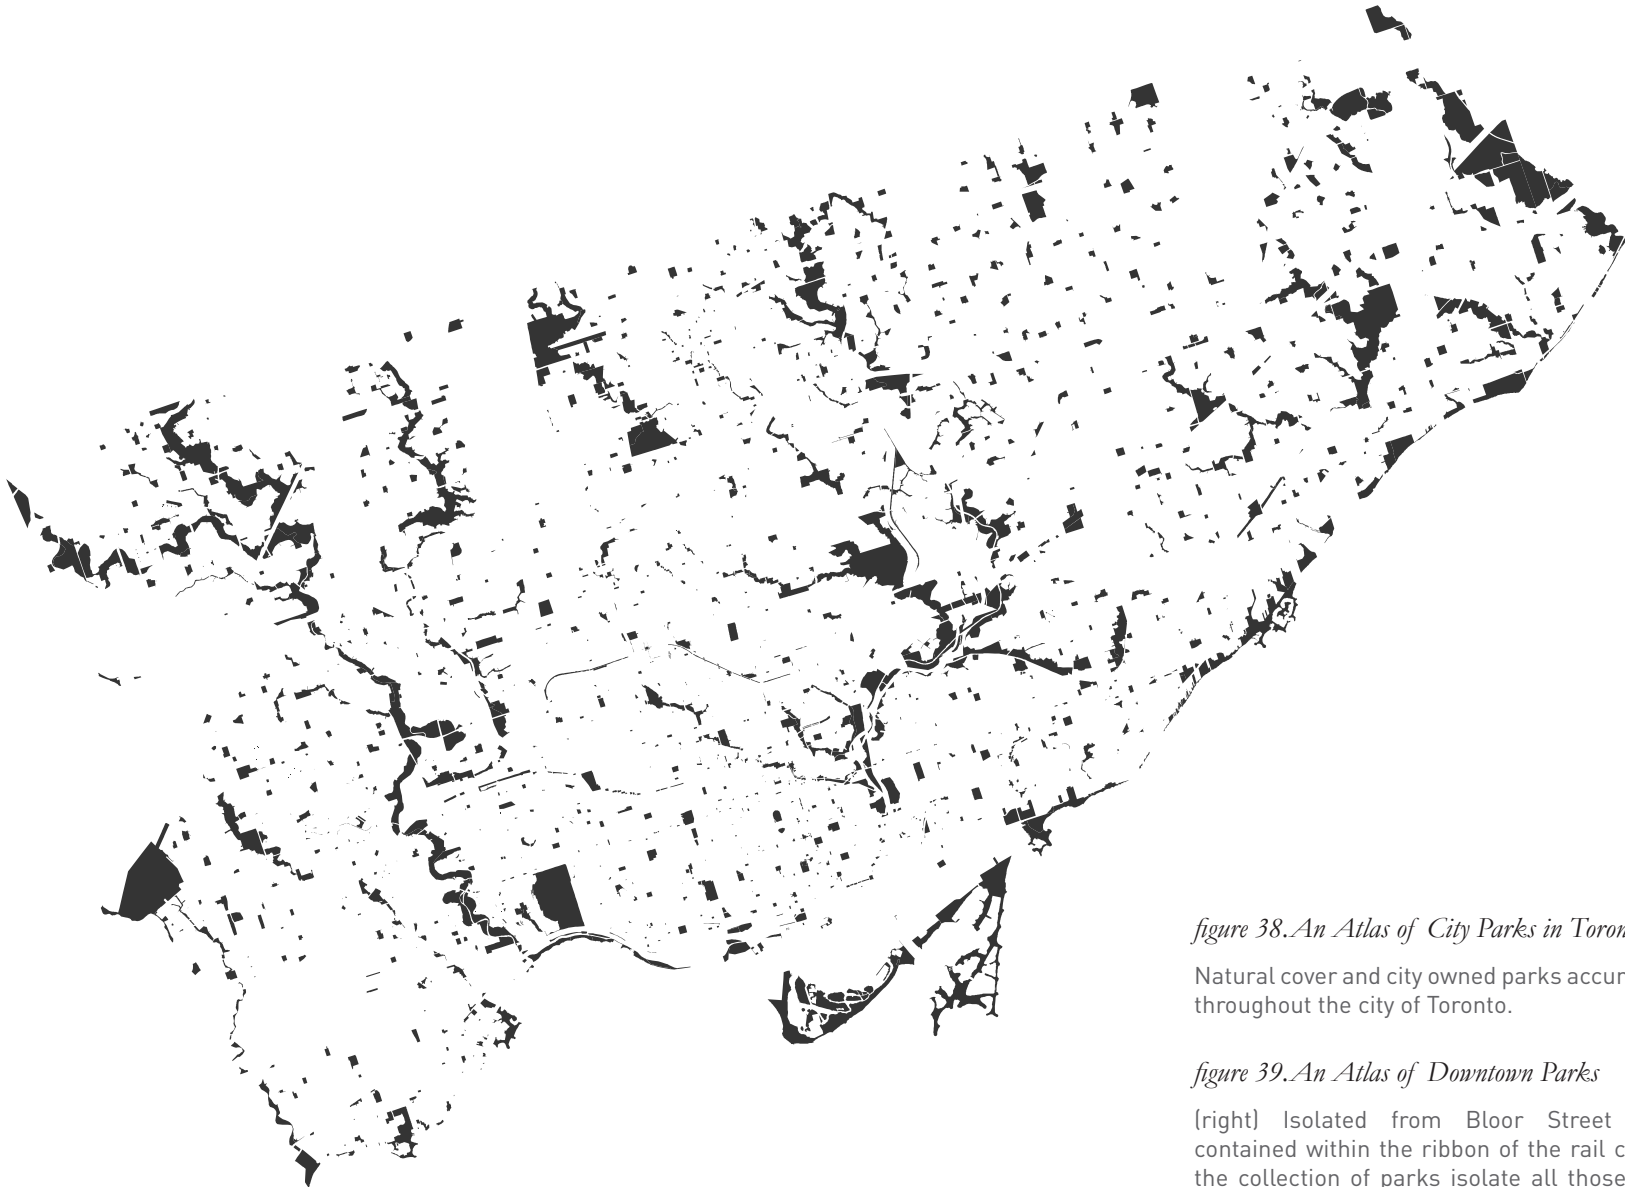 figure 38. An Atlas of City Parks in
Natural cover and city owned parks
throughout the city of Toronto.
figure 39. An Atlas of Downtown Parks
(right) Isolated from Bloor Street
contained within the ribbon of the rail
the collection of parks isolate all those